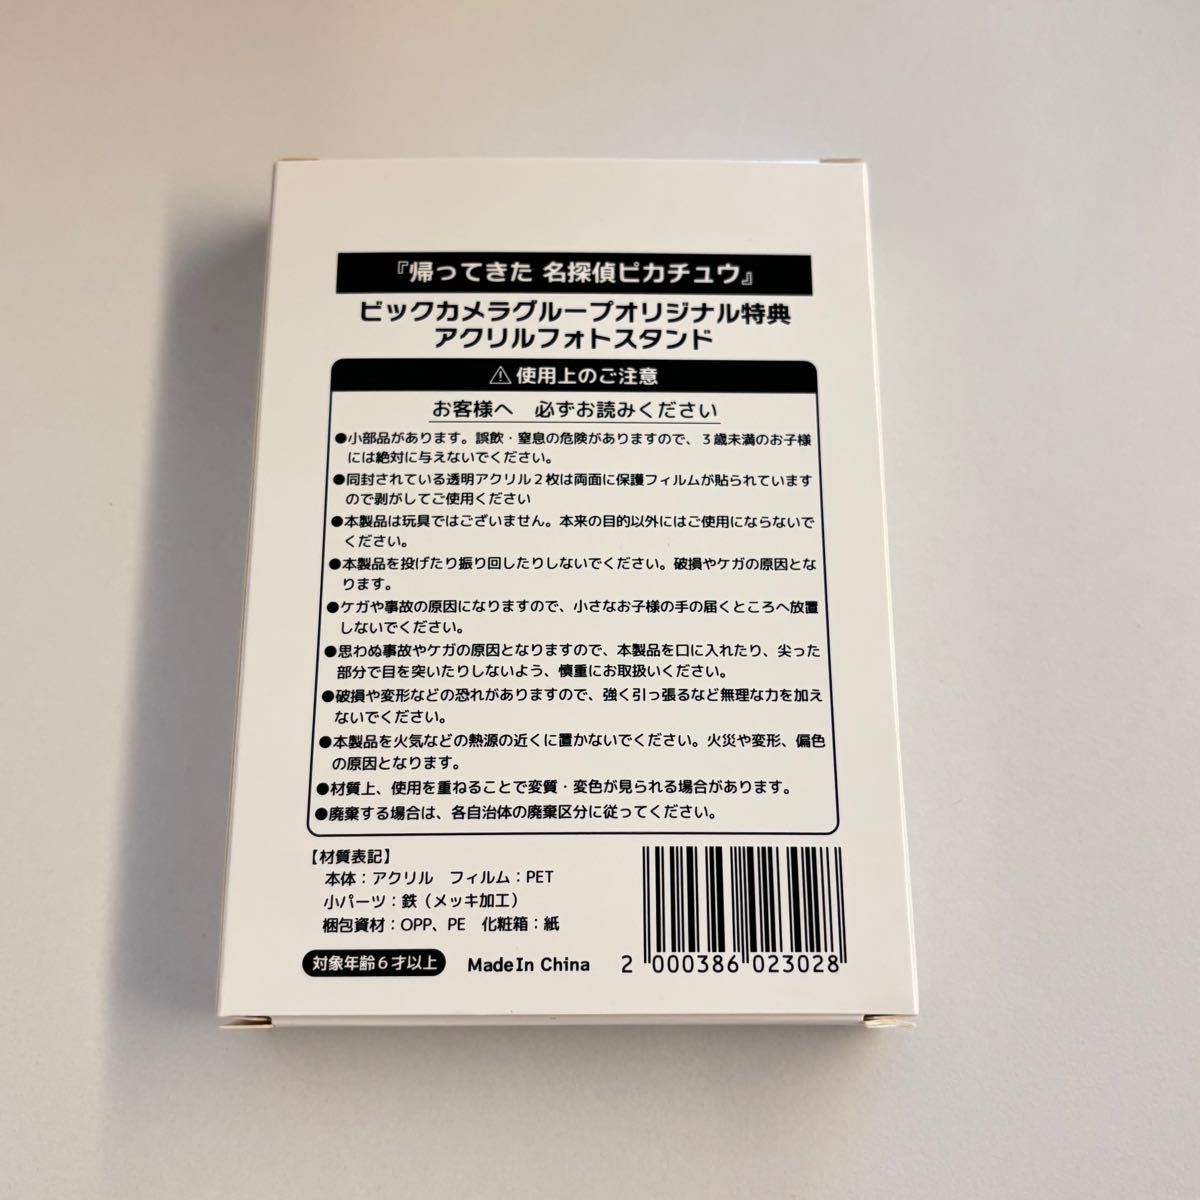 『帰ってきた 名探偵ピカチュウ』
ビックカメラグループオリジナル特典
アクリルフォトスタンド
⚠使用上のご注意
お客様へ　必ずお読みください
●小部品があります。誤飲・窒息の危険がありますので、３歳未満のお子様
には絶対に与えないでください。
●同封されている透明アクリル２枚は両面に保護フィルムが貼られています
ので剥がしてご使用ください
●本製品は玩具ではございません。本来の目的以外にはご使用にならないで
ください。
●本製品を投げたり振り回したりしないでください。破損やケガの原因とな
ります。
●ケガや事故の原因になりますので、小さなお子様の手の届くところへ放置
しないでください。
●思わぬ事故やケガの原因となりますので、本製品を口に入れたり、尖った
部分で目を突いたりしないよう、慎重にお取扱いください。
●破損や変形などの恐れがありますので、強く引っ張るなど無理な力を加え
ないでください。
●本製品を火気などの熱源の近くに置かないでください。火災や変形、偏色
の原因となります。
●材質上、使用を重ねることで変質・変色が見られる場合があります。
●廃棄する場合は、各自治体の廃棄区分に従ってください。
【材質表記】
本体：アクリル　フィルム：PET
小パーツ：鉄（メッキ加工）
梱包資材：OPP、PE　化粧箱：紙
対象年齢６才以上　MadeIn China
2 000386 023028